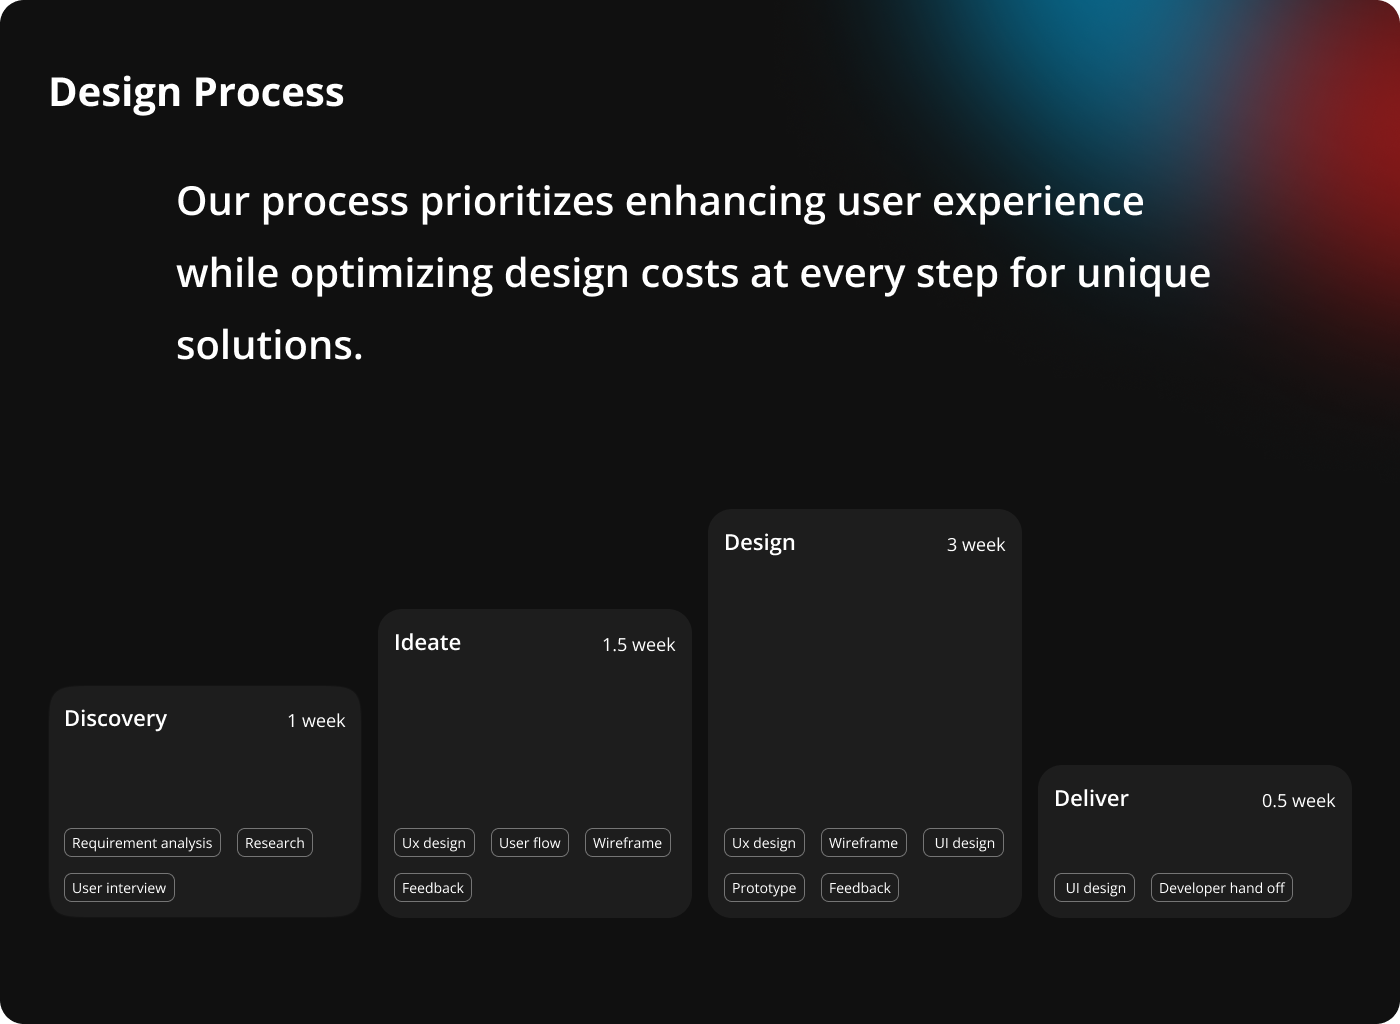 Design Process
Our process prioritizes enhancing user experience
while optimizing design costs at every step for unique
solutions.
Discovery 1 week
Requirement analysis Research
User interview
Ideate 1.5 week
Ux design User flow Wireframe
Feedback
Design 3 week
Ux design Wireframe UI design
Prototype Feedback
Deliver 0.5 week
UI design Developer hand off